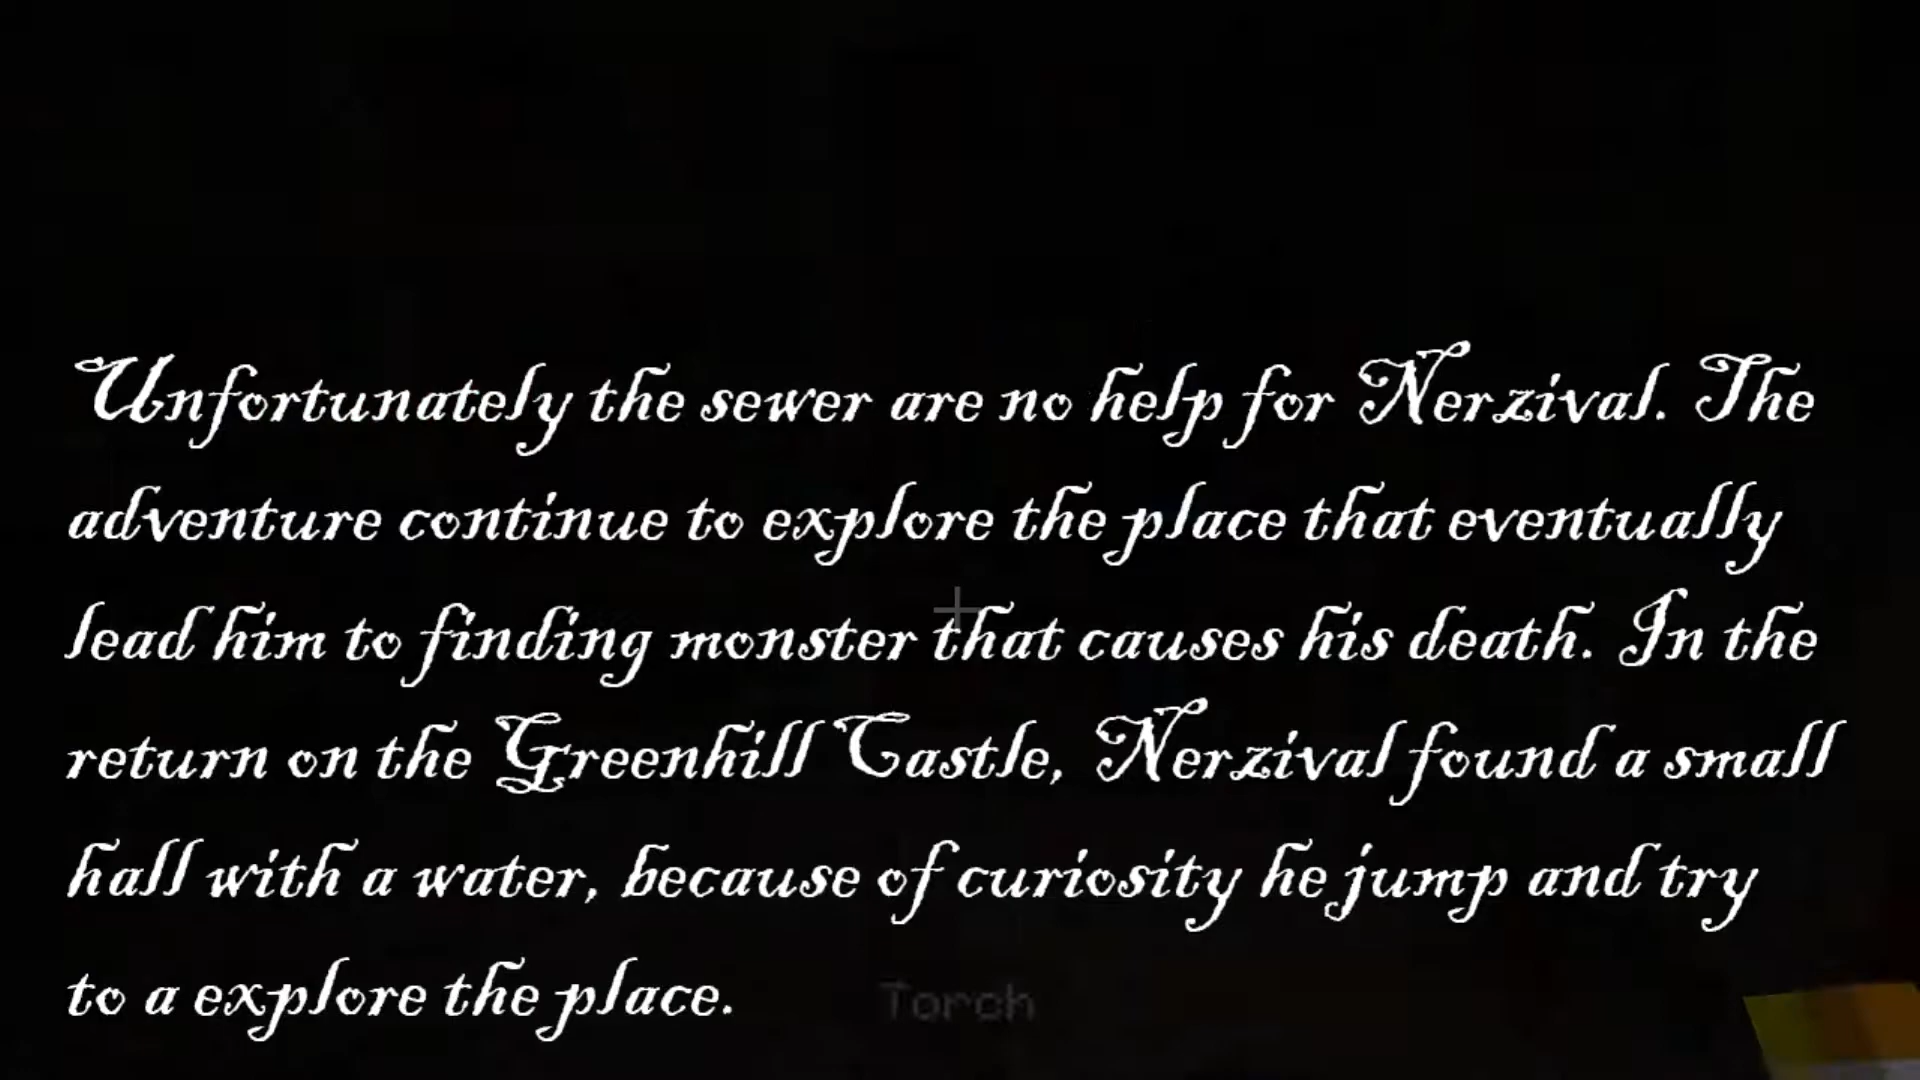 Unfortunately the sewer are no help for Nerzival. The
adventure continue to explore the place that eventually
lead him to finding monster that causes his death. In the
return on the Greenhill Castle, Nerzival found a small
hall with a water, because of curiosity he jump and try
to a explore the place.
Torch